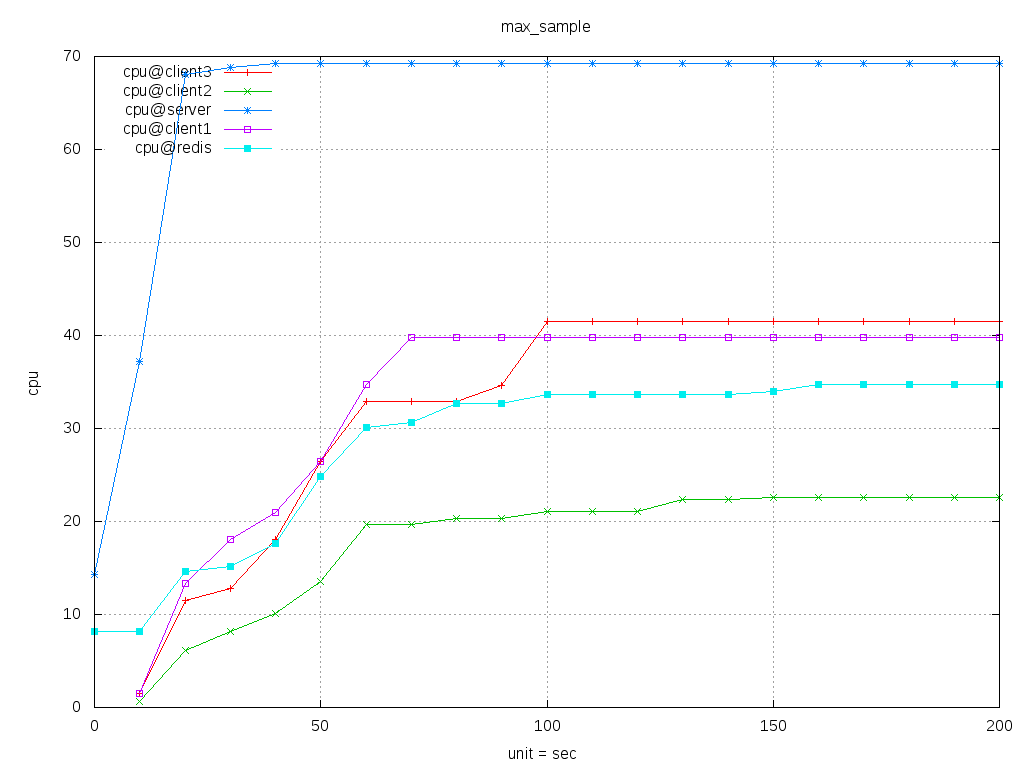 max_sample
70
cpu@client3
cpu@client2
cpu@server
cpu@client1
cpu@redis
60
50
40
cpu
30
20
10
0
0 50 100 150 200
unit = sec